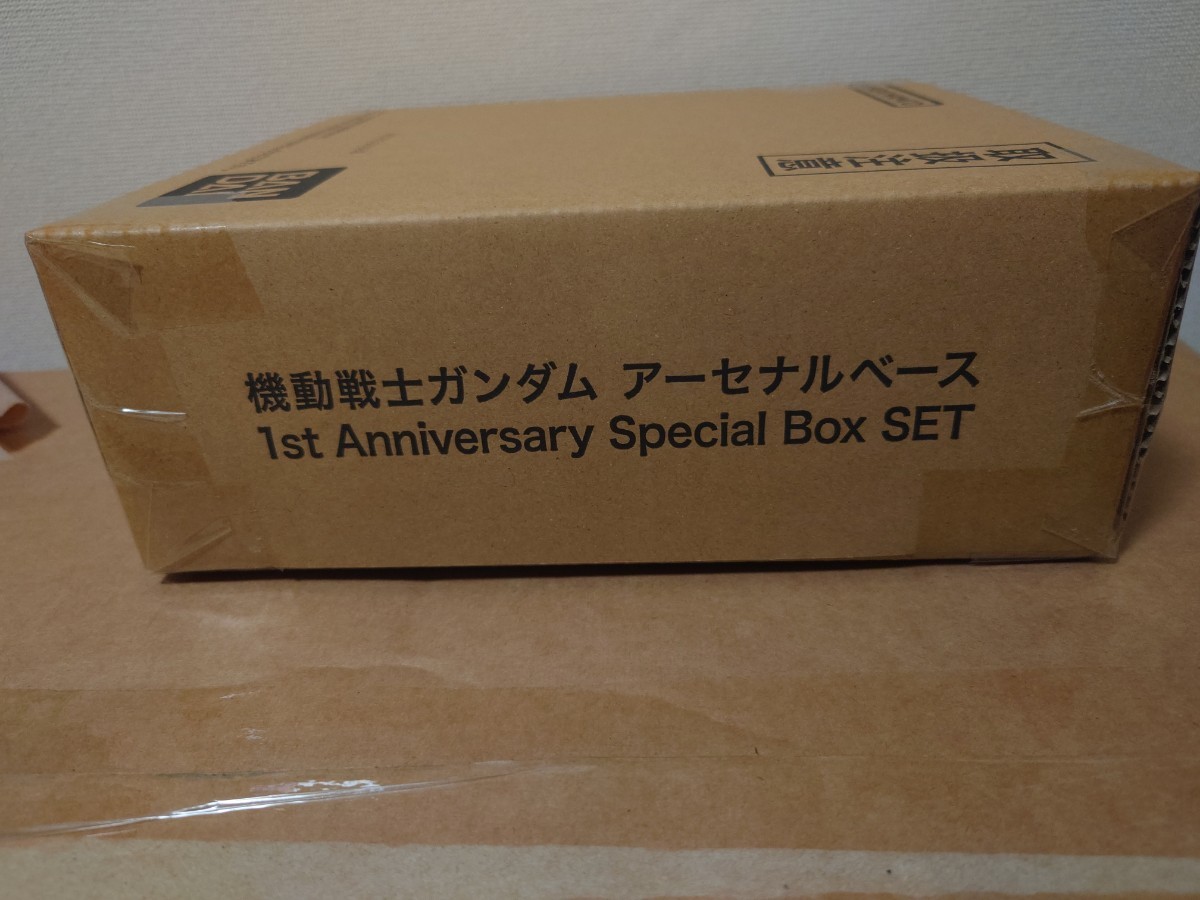 BAN
DAI
取扱注意
機動戦士ガンダム アーセナルベース
1st Anniversary Special Box SET